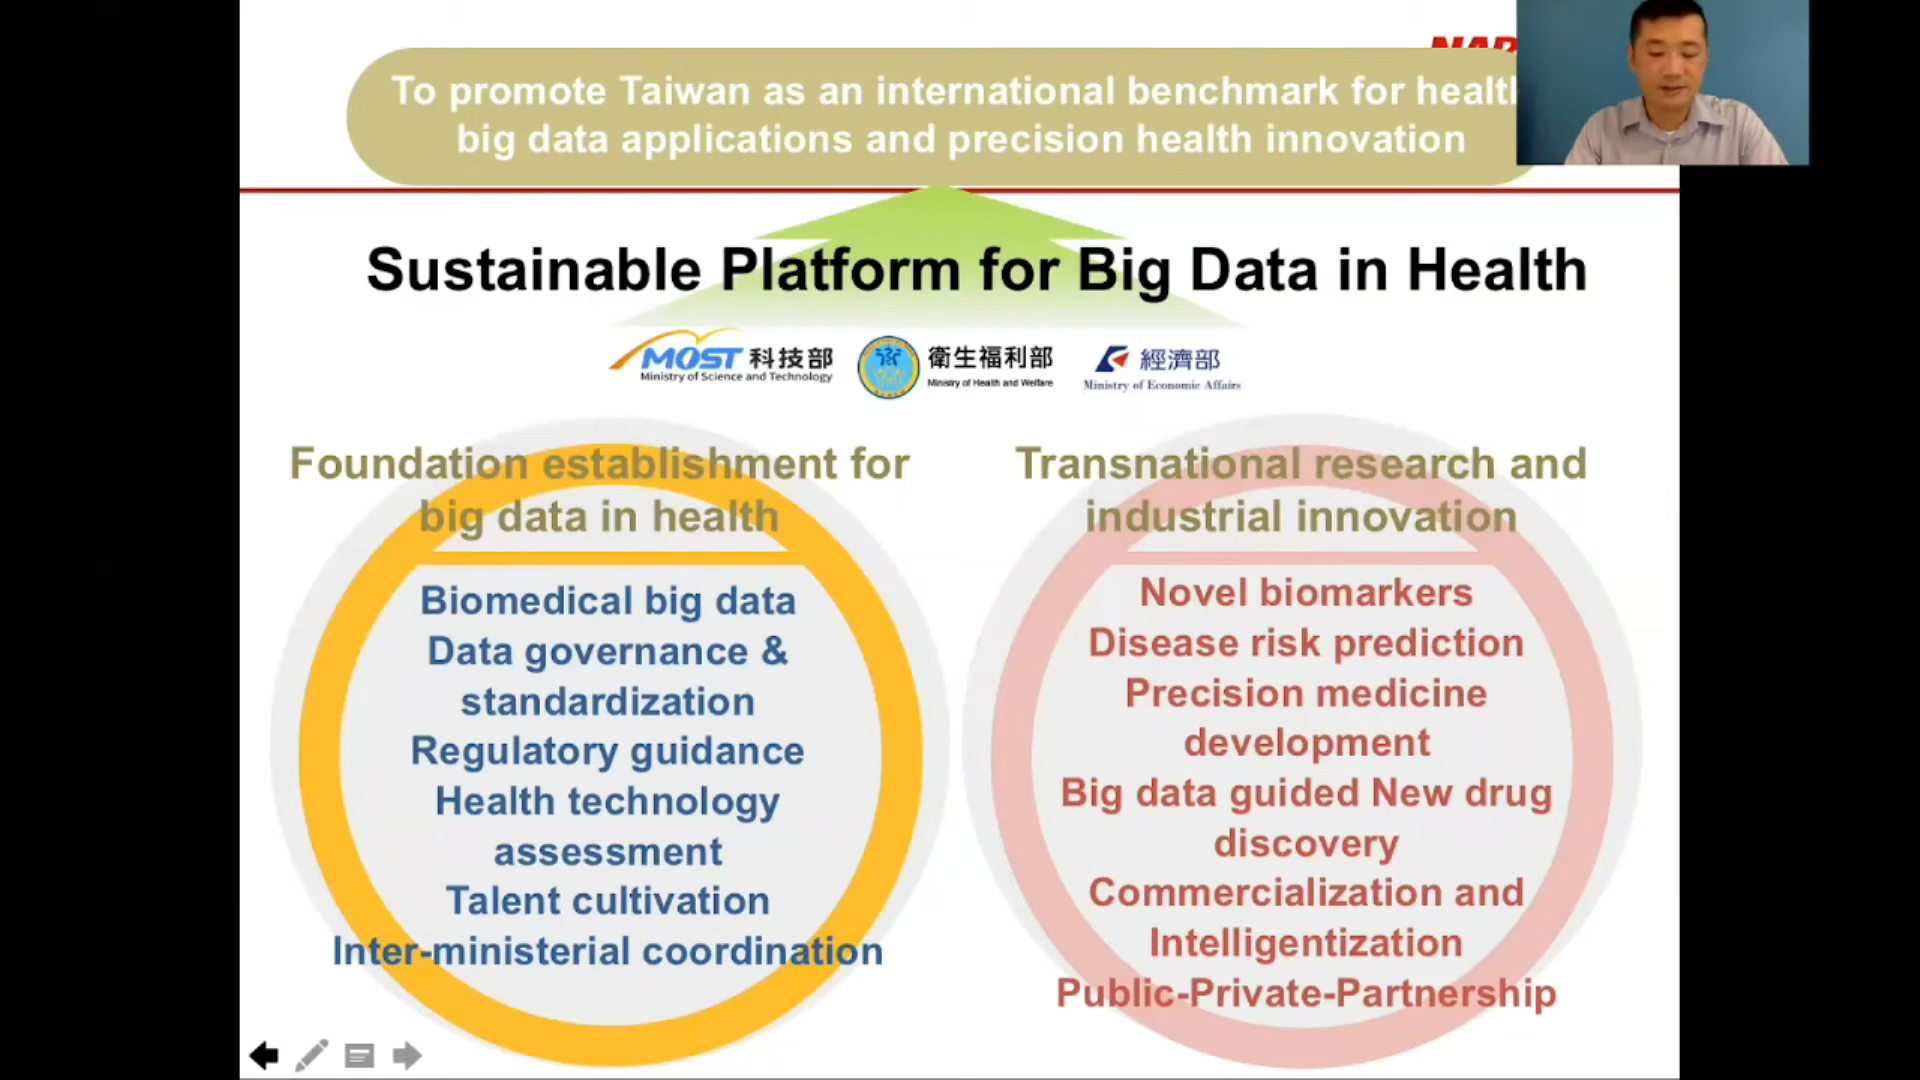 To promote Taiwan as an international benchmark for health
big data applications and precision health innovation
Sustainable Platform for Big Data in Health
MOST 科技部
Ministry of Science and Technology
衛生福利部
Ministry of Health and Welfare
經濟部
Ministry of Economic Affairs
Foundation establishment for
big data in health
Biomedical big data
Data governance &
standardization
Regulatory guidance
Health technology
assessment
Talent cultivation
Inter-ministerial coordination
Transnational research and
industrial innovation
Novel biomarkers
Disease risk prediction
Precision medicine
development
Big data guided New drug
discovery
Commercialization and
Intelligentization
Public-Private-Partnership